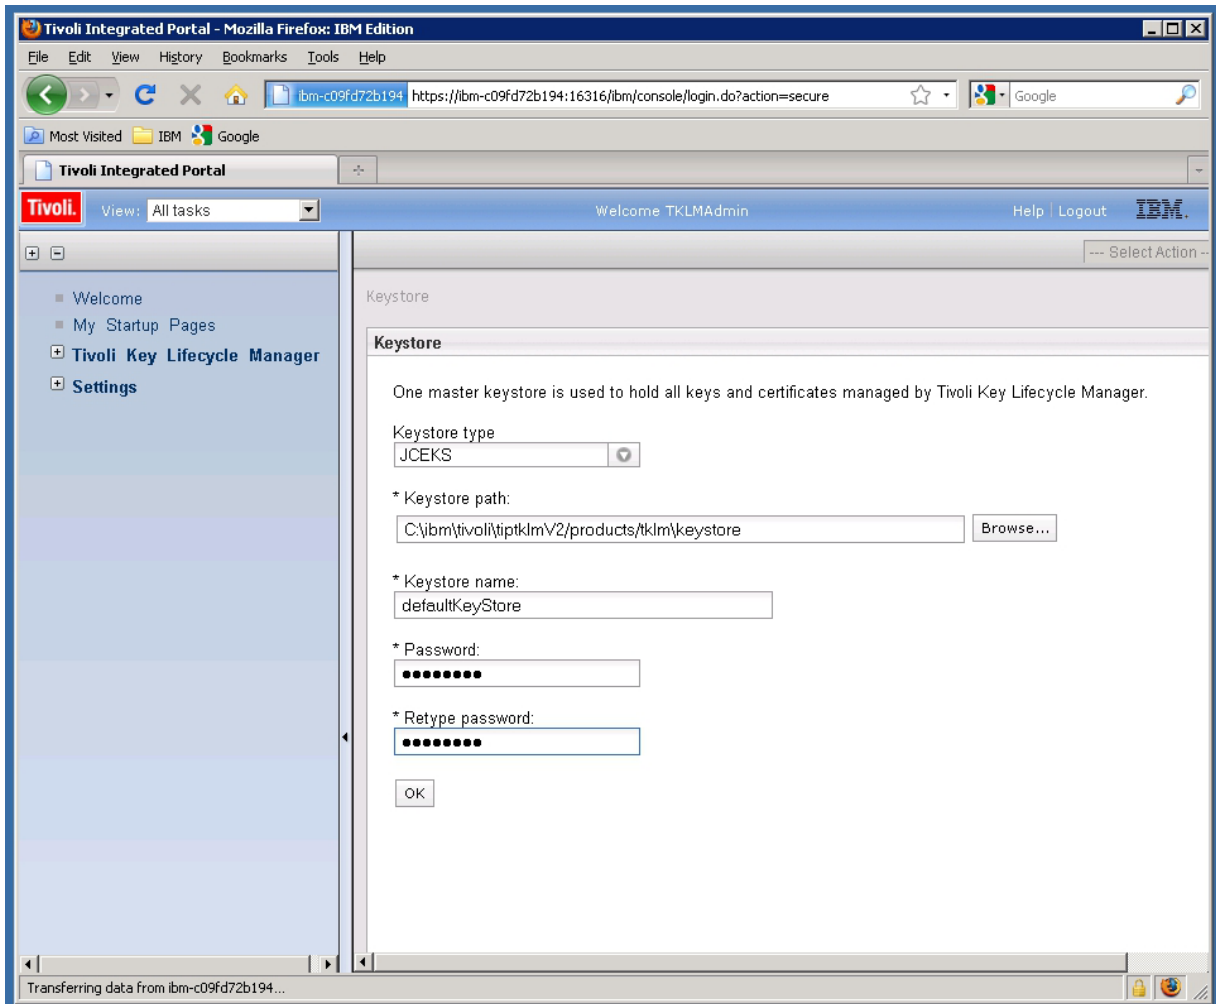 Tivoli Integrated Portal - Mozilla Firefox: IBM Edition
File Edit View History Bookmarks Tools Help
ibm-c09fd72b194 https://ibm-c09fd72b194:16316/ibm/console/login.do?action=secure Google
Most Visited IBM Google
Tivoli Integrated Portal
Tivoli. View: All tasks Welcome TKLMAdmin Help Logout IBM.
--- Select Action --
Welcome
My Startup Pages
Tivoli Key Lifecycle Manager
Settings
Keystore
Keystore
One master keystore is used to hold all keys and certificates managed by Tivoli Key Lifecycle Manager.
Keystore type
JCEKS
* Keystore path:
C:\ibm\tivoli\tiptklmV2/products/tklm\keystore Browse...
* Keystore name:
defaultKeyStore
* Password:
●●●●●●●●
* Retype password:
●●●●●●●●
OK
Transferring data from ibm-c09fd72b194...